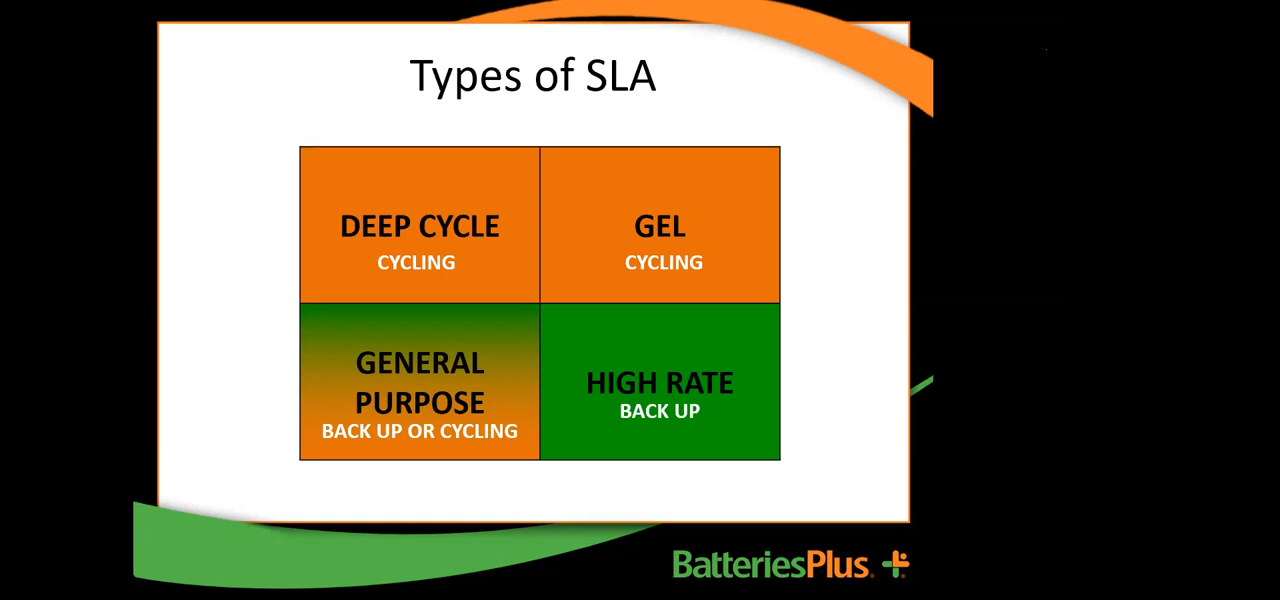 Types of SLA
DEEP CYCLE
CYCLING
GEL
CYCLING
GENERAL
PURPOSE
BACK UP OR CYCLING
HIGH RATE
BACK UP
BatteriesPlus